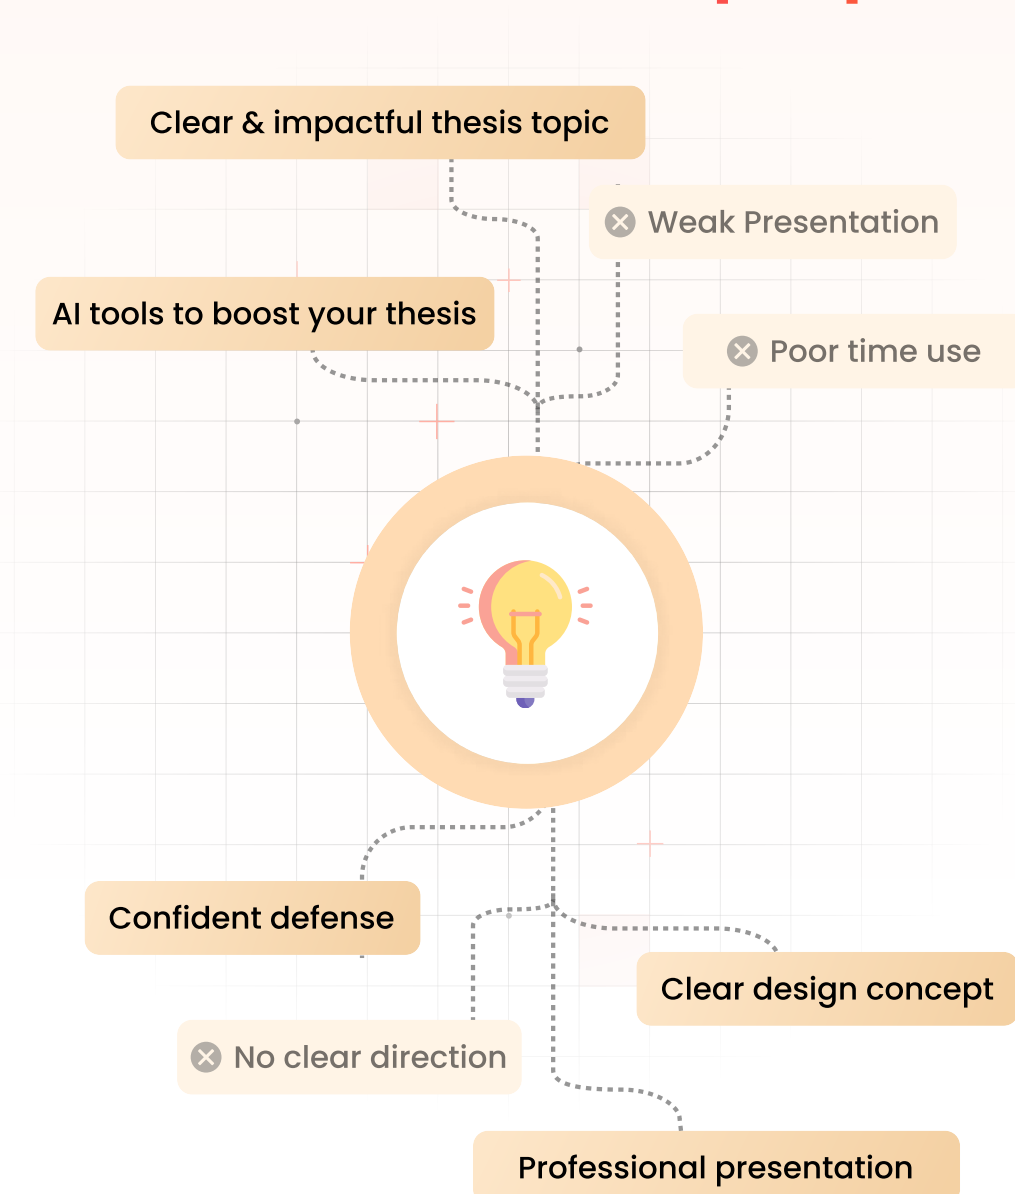 Clear & impactful thesis topic
Weak Presentation
AI tools to boost your thesis
Poor time use
Confident defense
Clear design concept
No clear direction
Professional presentation